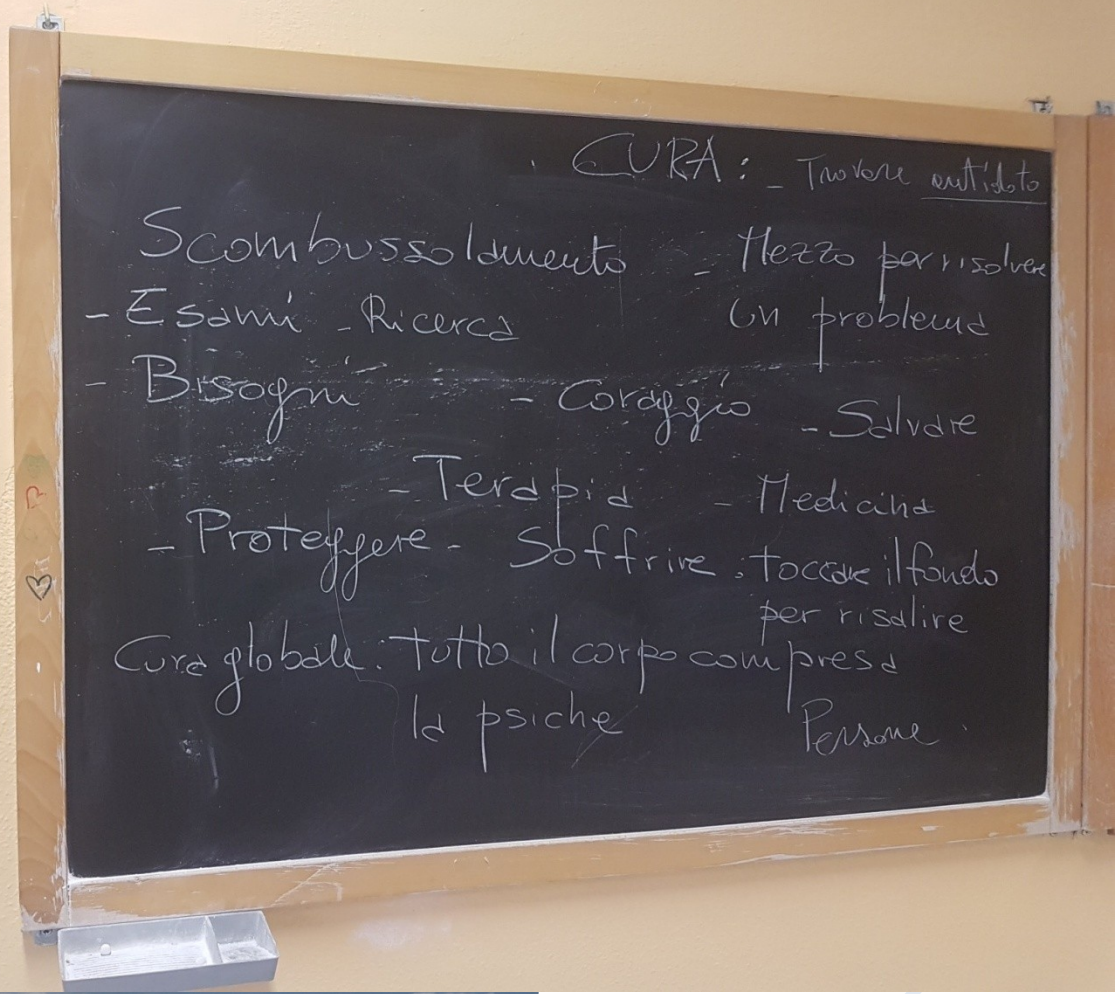 CURA: - Trovare antidoto
Scombussolamento - Mezzo per risolvere
- Esami - Ricerca un problema
- Bisogni - Coraggio - Salvare
- Terapia - Medicina
- Proteggere - Soffrire. toccare il fondo
per risalire
Cura globale: tutto il corpo compresa
la psiche Persone.